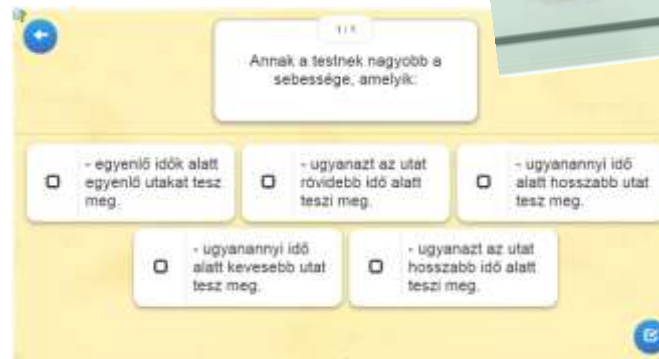 1 / 1
Annak a testnek nagyobb a
sebessége, amelyik:
- egyenlő idők alatt
egyenlő utakat tesz
meg.
- ugyanazt az utat
rövidebb idő alatt
teszi meg.
- ugyanannyi idő
alatt hosszabb utat
tesz meg.
- ugyanannyi idő
alatt kevesebb utat
tesz meg.
- ugyanazt az utat
hosszabb idő alatt
teszi meg.